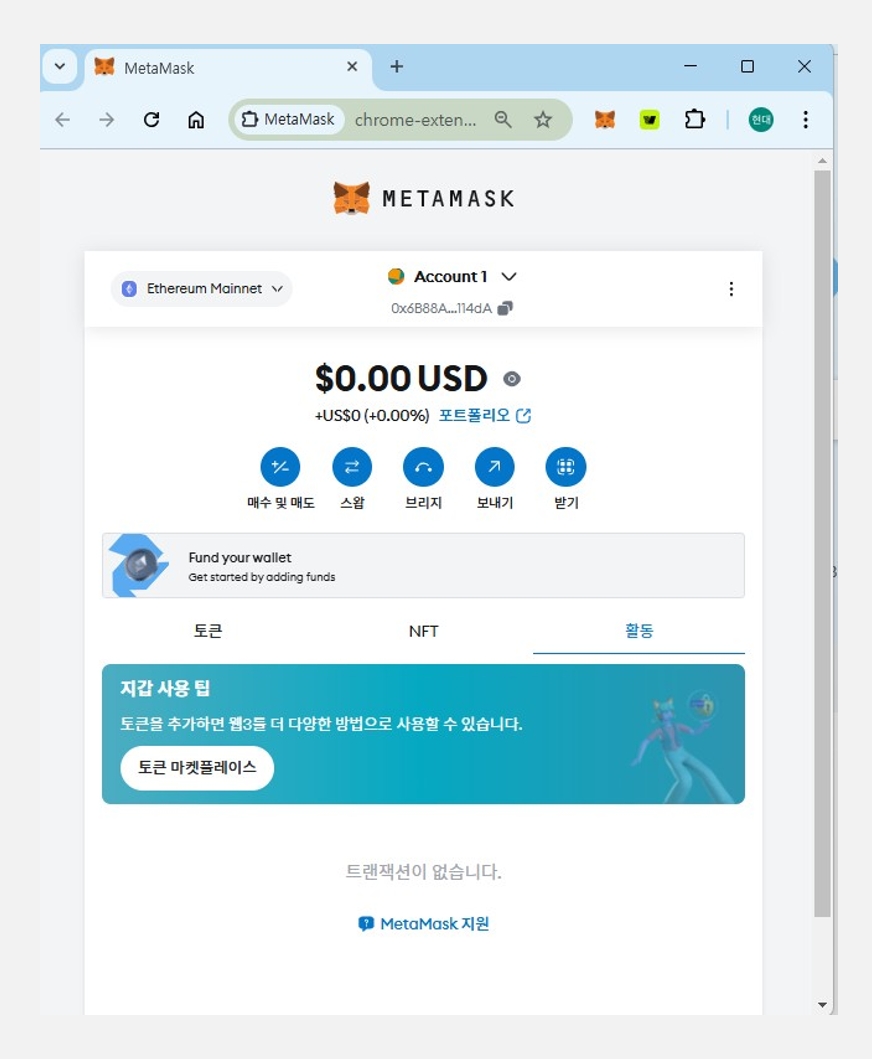 MetaMask
MetaMask chrome-exten...
현대
METAMASK
Ethereum Mainnet
Account 1
0x6B88A...114dA
$0.00 USD
+US$0 (+0.00%) 포트폴리오
매수 및 매도 스왑 브리지 보내기 받기
Fund your wallet
Get started by adding funds
토큰 NFT 활동
지갑 사용 팁
토큰을 추가하면 웹3를 더 다양한 방법으로 사용할 수 있습니다.
토큰 마켓플레이스
트랜잭션이 없습니다.
MetaMask 지원